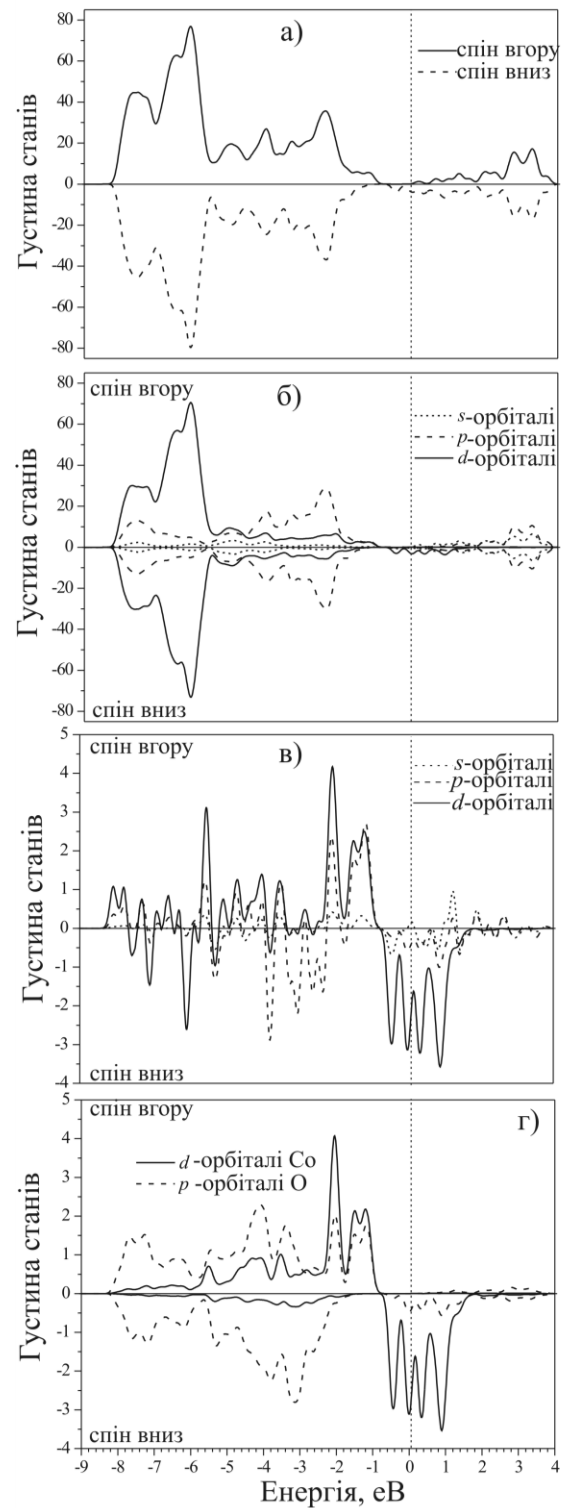 а)
спін вгору
спін вниз
80
60
40
20
0
-20
-40
-60
-80
Густина станів
спін вгору
б)
s-орбіталі
p-орбіталі
d-орбіталі
80
60
40
20
0
-20
-40
-60
-80
Густина станів
спін вниз
спін вгору
в)
s-орбіталі
p-орбіталі
d-орбіталі
5
4
3
2
1
0
-1
-2
-3
-4
Густина станів
спін вниз
спін вгору
г)
d-орбіталі Co
p-орбіталі O
5
4
3
2
1
0
-1
-2
-3
-4
Густина станів
спін вниз
-9 -8 -7 -6 -5 -4 -3 -2 -1 0 1 2 3 4
Енергія, еВ